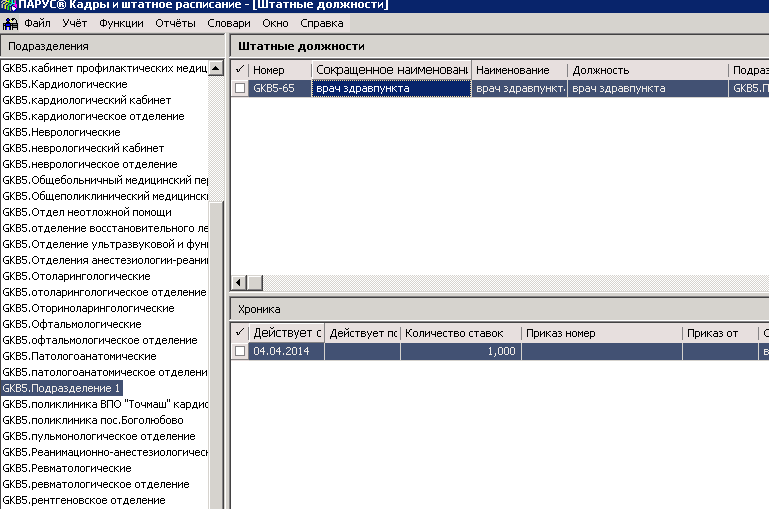 ПАРУС® Кадры и штатное расписание - [Штатные должности]
Файл Учёт Функции Отчёты Словари Окно Справка
Подразделения
GKB5.кабинет профилактических медиц
GKB5.Кардиологические
GKB5.кардиологический кабинет
GKB5.кардиологическое отделение
GKB5.Неврологические
GKB5.неврологический кабинет
GKB5.неврологическое отделение
GKB5.Общебольничный медицинский пер
GKB5.Общеполиклинический медицинск
GKB5.Отдел неотложной помощи
GKB5.отделение восстановительного ле
GKB5.Отделение ультразвуковой и фун
GKB5.Отделения анестезиологии-реани
GKB5.Отоларингологические
GKB5.отоларингологическое отделение
GKB5.Оториноларингологические
GKB5.Офтальмологические
GKB5.офтальмологическое отделение
GKB5.Патологоанатомические
GKB5.патологоанатомическое отделени
GKB5.Подразделение 1
GKB5.поликлиника ВПО "Точмаш" кардис
GKB5.поликлиника пос.Боголюбово
GKB5.пульмонологическое отделение
GKB5.Реанимационно-анестезиологическ
GKB5.Ревматологические
GKB5.ревматологическое отделение
GKB5.рентгеновское отделение
Штатные должности
Номер Сокращенное наименовани Наименование Должность Подраз
GKB5-65 врач здравпункта врач здравпункт. врач здравпункта GKB5.П
Хроника
Действует с Действует по Количество ставок Приказ номер Приказ от С
04.04.2014 1,000 в